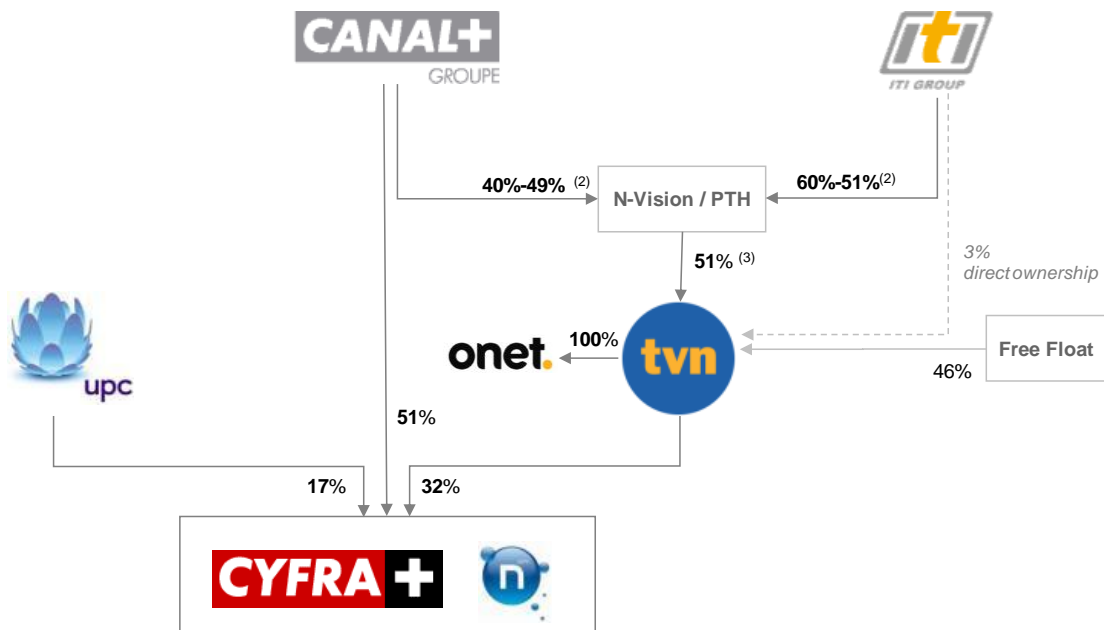 CANAL+
GROUPE
iti
ITI GROUP
40%-49% (2)
N-Vision / PTH
60%-51%(2)
51% (3)
3%
direct ownership
upc
onet.
100%
tvn
Free Float
46%
51%
17%
32%
CYFRA+
n